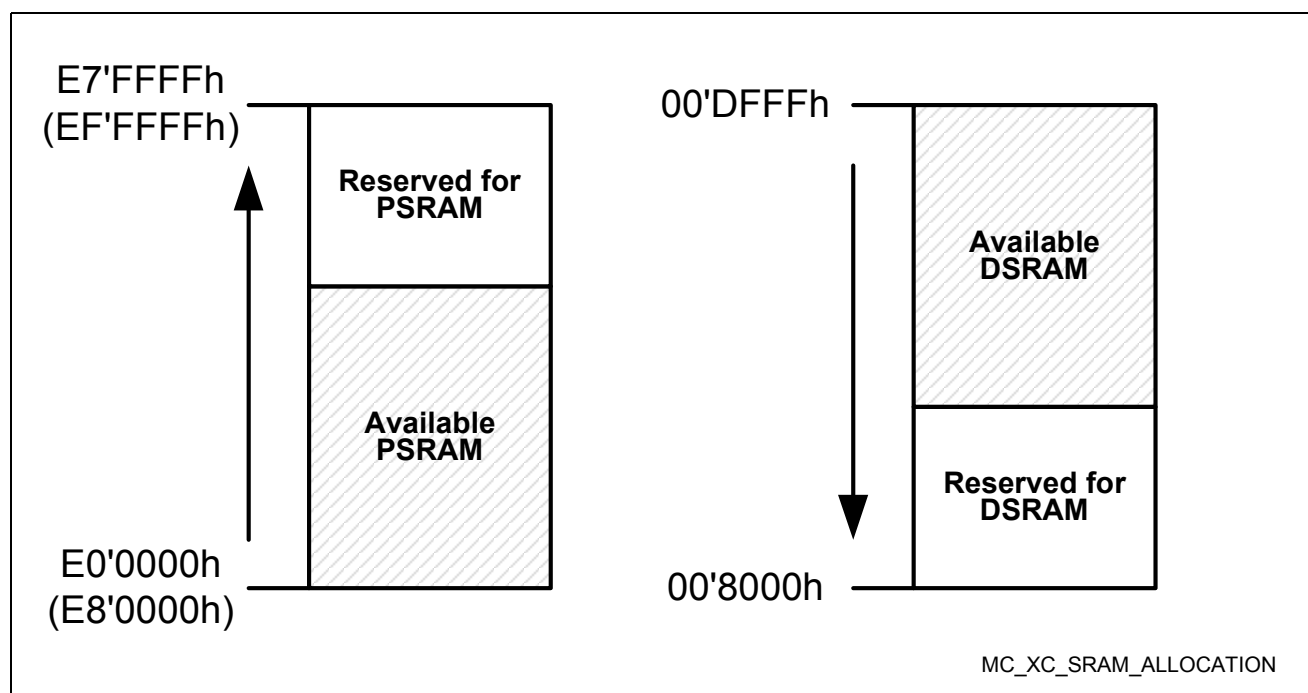 E7'FFFFh
(EF'FFFFh)
Reserved for
PSRAM
Available
PSRAM
E0'0000h
(E8'0000h)
00'DFFFh
Available
DSRAM
Reserved for
DSRAM
00'8000h
MC_XC_SRAM_ALLOCATION